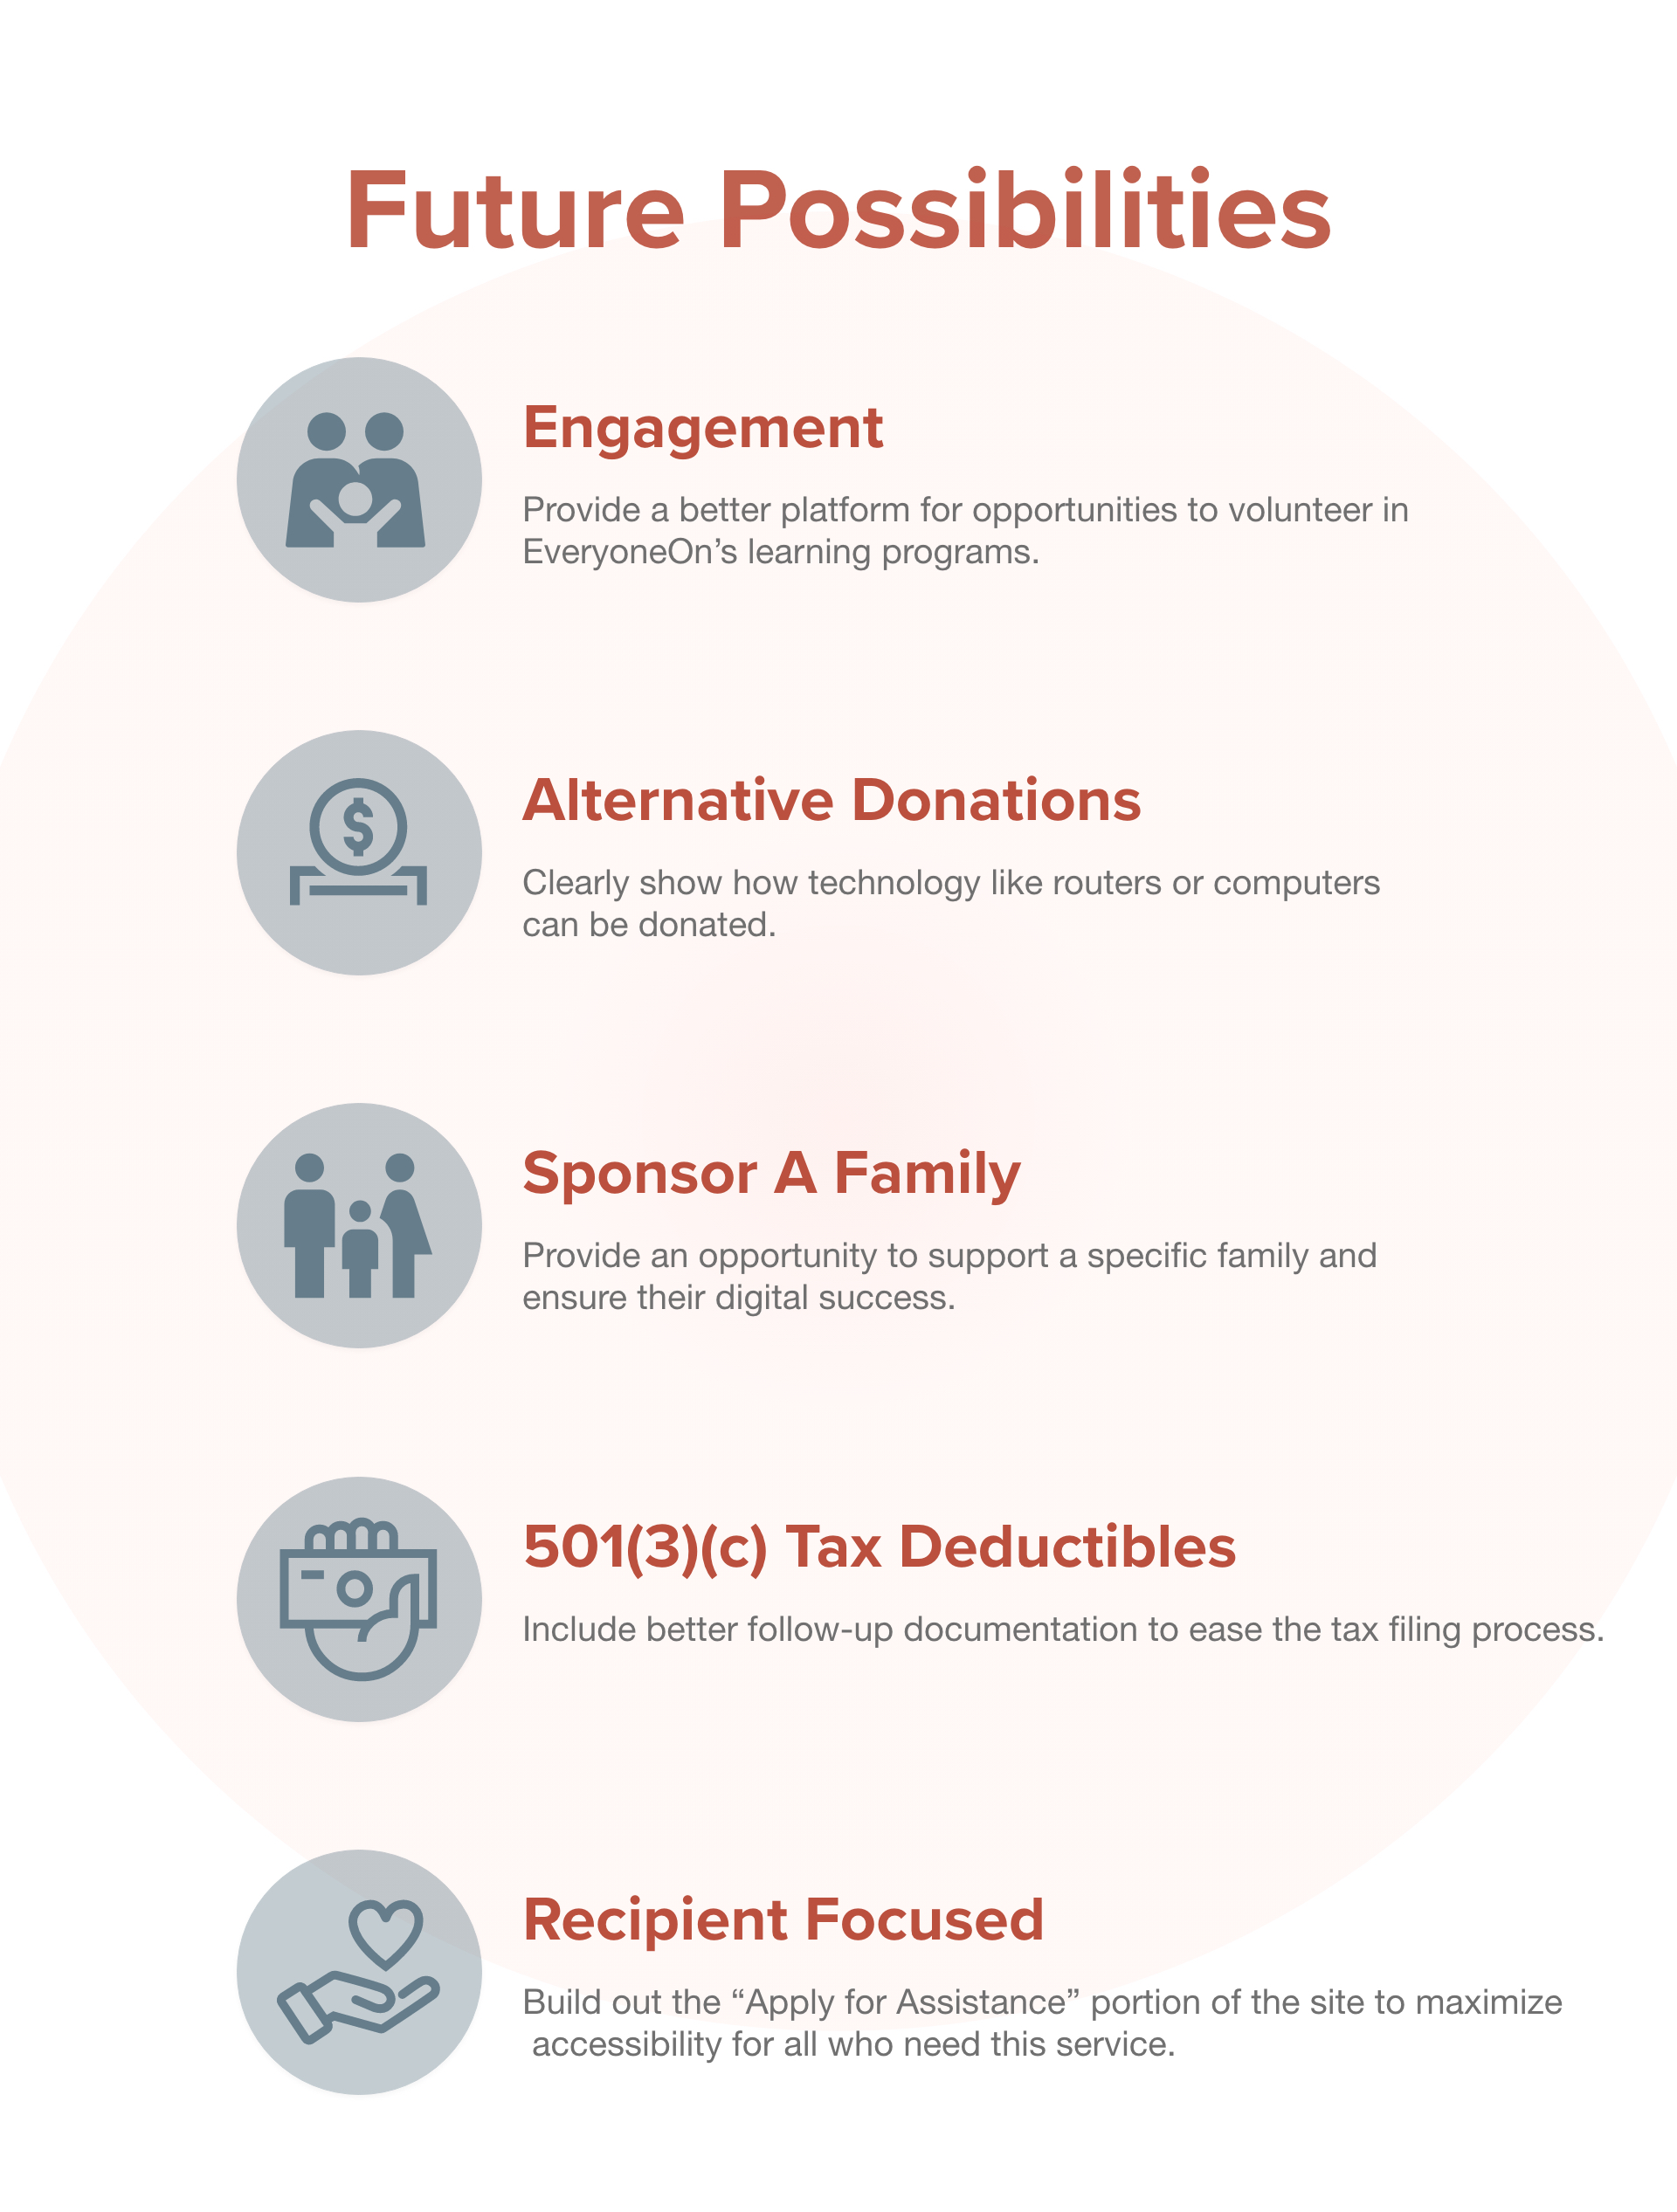 Future Possibilities
Engagement
Provide a better platform for opportunities to volunteer in
EveryoneOn’s learning programs.
$
Alternative Donations
Clearly show how technology like routers or computers
can be donated.
Sponsor A Family
Provide an opportunity to support a specific family and
ensure their digital success.
501(3)(c) Tax Deductibles
Include better follow-up documentation to ease the tax filing process.
Recipient Focused
Build out the “Apply for Assistance” portion of the site to maximize
accessibility for all who need this service.